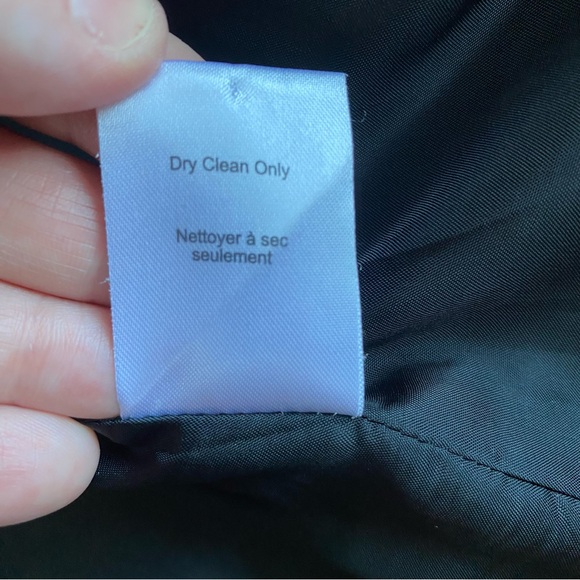 Dry Clean Only
Nettoyer à sec
seulement